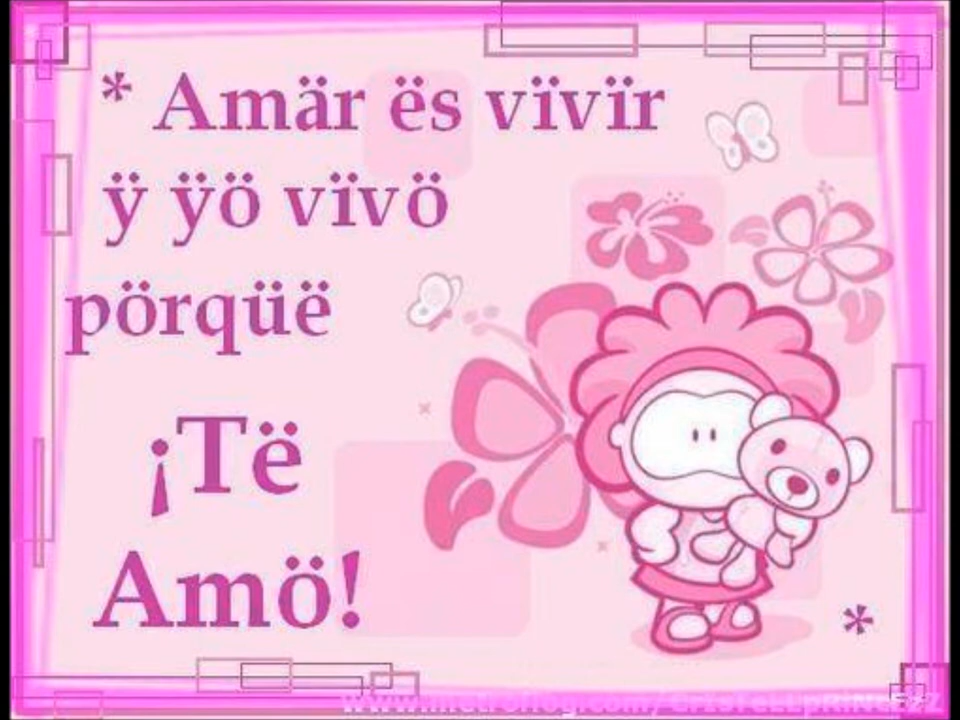 * Amär ës vïvïr
ÿ ÿö vïvö
pörqüë
¡Të
Amö!
*